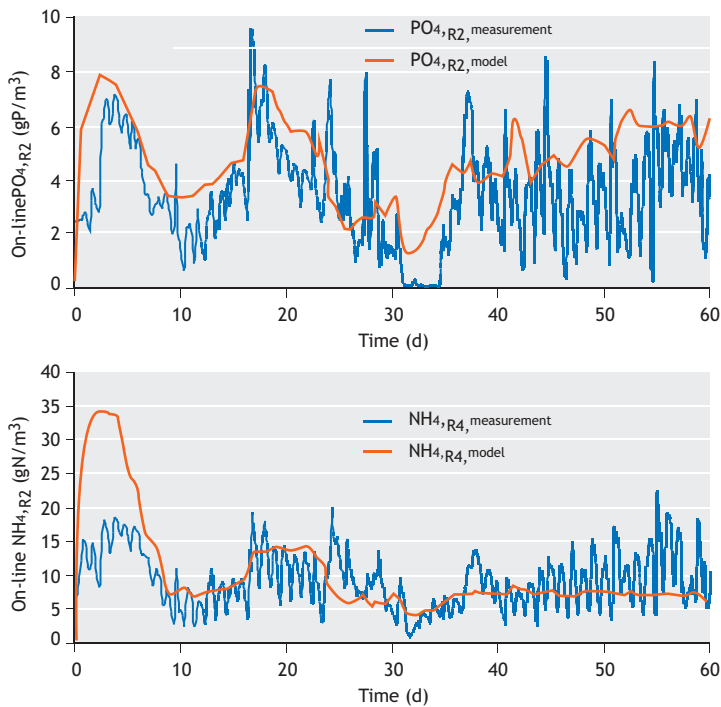 10
8
6
4
2
0
On-linePO4,R2 (gP/m³)
PO4,R2,measurement
PO4,R2,model
0 10 20 30 40 50 60
Time (d)
40
35
30
25
20
15
10
5
0
On-line NH4,R2 (gN/m³)
NH4,R4,measurement
NH4,R4,model
0 10 20 30 40 50 60
Time (d)